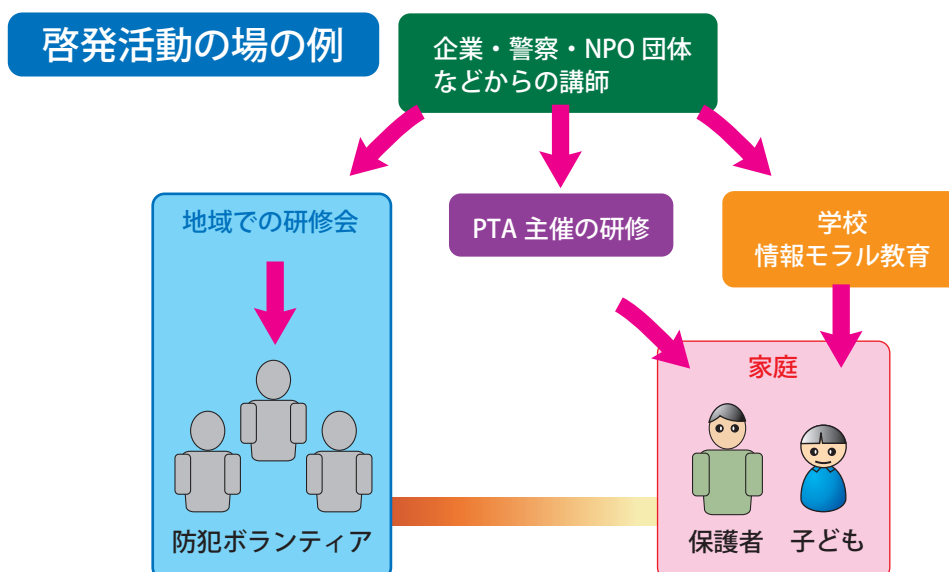 啓発活動の場の例
企業・警察・NPO 団体
などからの講師
地域での研修会
PTA 主催の研修
学校
情報モラル教育
家庭
防犯ボランティア
保護者
子ども